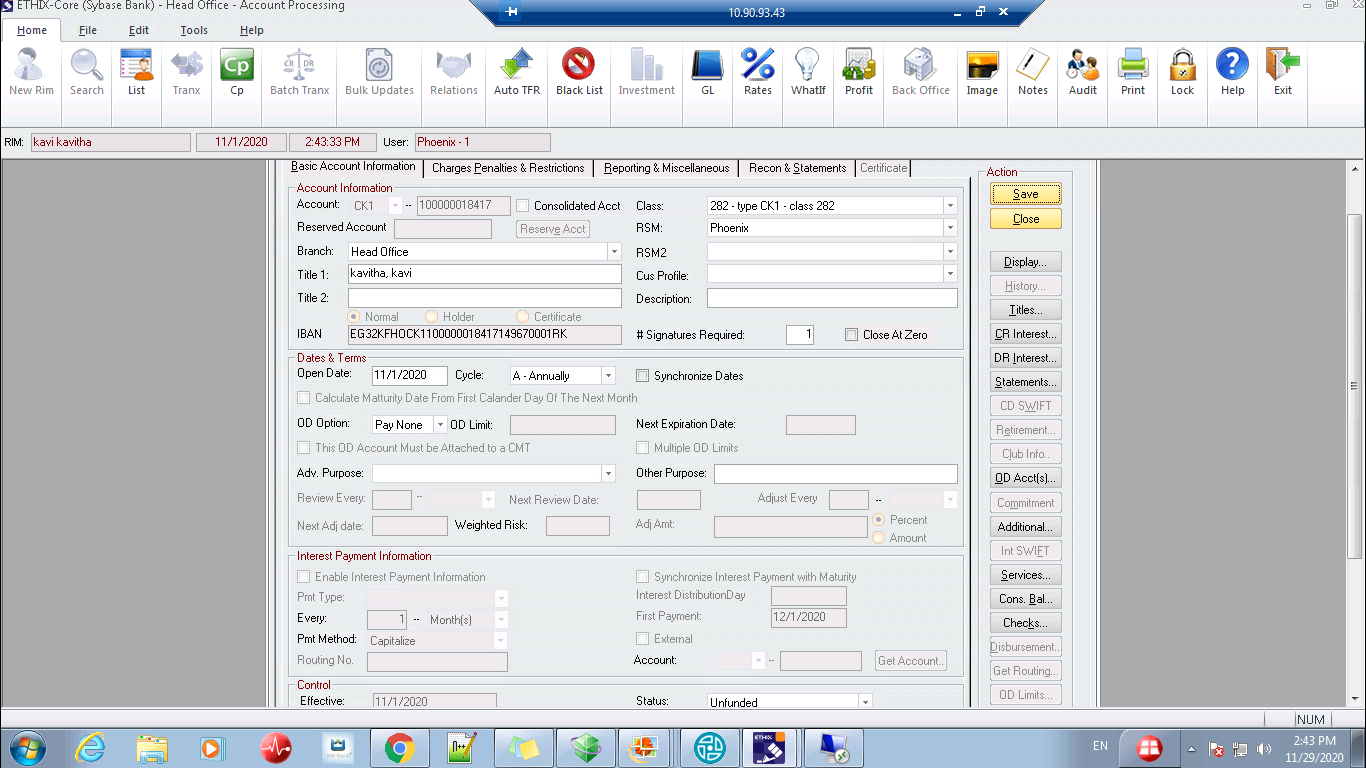 ETHIX-Core (Sybase Bank) - Head Office - Account Processing
10.90.93.43
Home File Edit Tools Help
Cp CR DR
New Rim Search List Tranx Cp Batch Tranx Bulk Updates Relations Auto TFR Black List Investment GL Rates WhatIf Profit Back Office Image Notes Audit Print Lock Help Exit
RIM: kavi kavitha 11/1/2020 2:43:33 PM User: Phoenix - 1
Basic Account Information Charges Penalties & Restrictions Reporting & Miscellaneous Recon & Statements Certificate
Action
Account Information
Account: CK1 -- 100000018417 Consolidated Acct Class: 282 - type CK1 - class 282
Save
Reserved Account Reserve Acct RSM: Phoenix
Close
Branch: Head Office RSM2
Display...
Title 1: kavitha, kavi Cus Profile:
History...
Title 2: Description:
Titles...
Normal Holder Certificate
IBAN EG32KFHOCK1100000018417149670001RK # Signatures Required: 1 Close At Zero
CR Interest...
Dates & Terms
DR Interest...
Open Date: 11/1/2020 Cycle: A - Annually Synchronize Dates
Statements...
Calculate Matturity Date From First Calander Day Of The Next Month
CD SWIFT
OD Option: Pay None OD Limit: Next Expiration Date:
Retirement...
This OD Account Must be Attached to a CMT Multiple OD Limits
Club Info..
Adv. Purpose: Other Purpose:
OD Acct(s)...
Review Every: -- Next Review Date: Adjust Every --
Commitment
Next Adj date: Weighted Risk: Adj Amt: Percent
Additional...
Amount
Interest Payment Information
Int SWIFT
Enable Interest Payment Information Synchronize Interest Payment with Maturity
Services...
Pmt Type: Interest DistributionDay
Cons. Bal...
Every: 1 -- Month(s) First Payment: 12/1/2020
Checks...
Pmt Method: Capitalize External
Disbursement...
Routing No. Account: -- Get Account..
Get Routing...
Control
OD Limits...
Effective: 11/1/2020 Status: Unfunded
NUM
ETHIX
EN
2:43 PM
11/29/2020